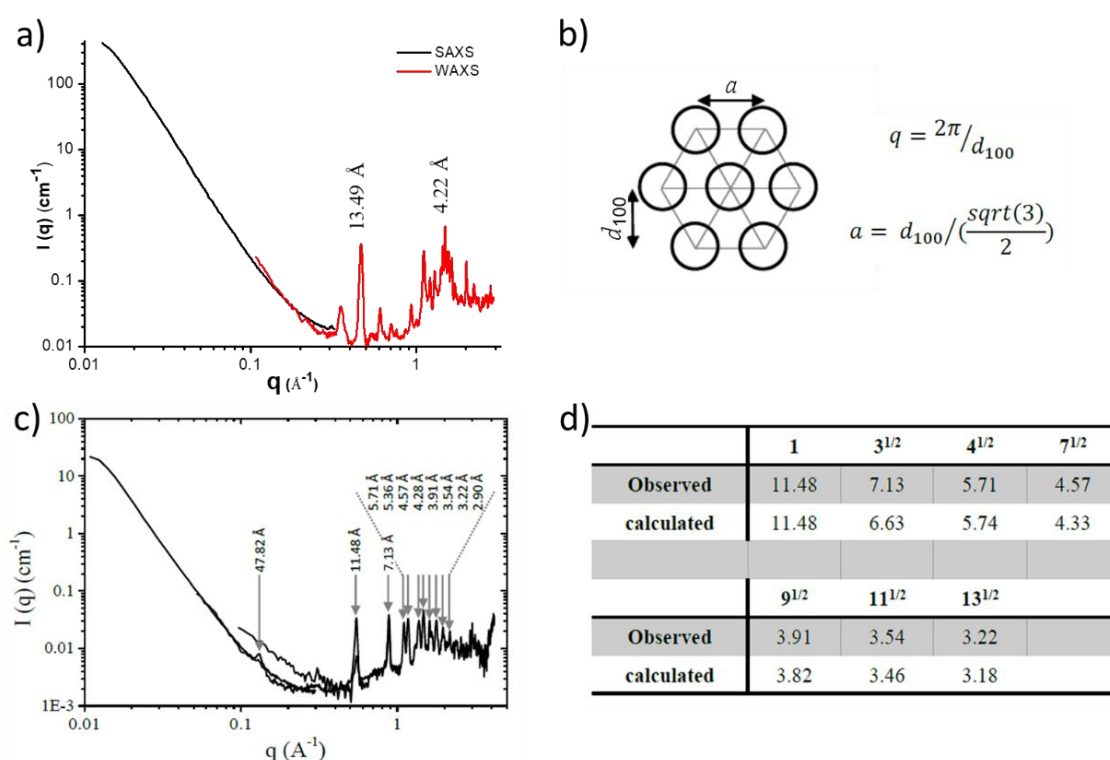 a)
SAXS
WAXS
13.49 Å
4.22 Å
100
10
1
0.1
0.01
I (q) (cm⁻¹)
0.01 0.1 1
q (Å⁻¹)
b)
a
d₁₀₀
q = 2π/d₁₀₀
a = d₁₀₀/(sqrt(3)/2)
c)
100
10
1
0.1
0.01
1E-3
I (q) (cm⁻¹)
47.82 Å
11.48 Å
7.13 Å
5.71 Å
5.36 Å
4.57 Å
4.28 Å
3.91 Å
3.54 Å
3.22 Å
2.90 Å
0.01 0.1 1
q (A⁻¹)
d)
1 3^1/2 4^1/2 7^1/2
Observed 11.48 7.13 5.71 4.57
calculated 11.48 6.63 5.74 4.33
9^1/2 11^1/2 13^1/2
Observed 3.91 3.54 3.22
calculated 3.82 3.46 3.18